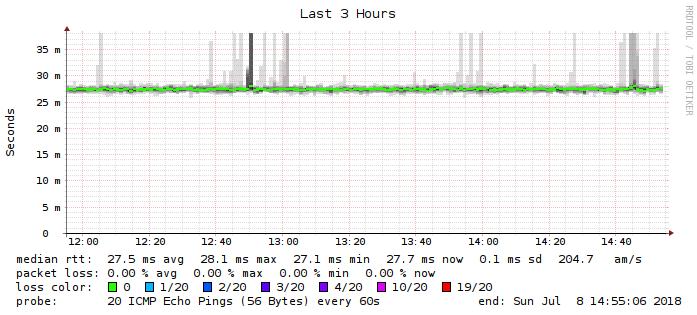 Last 3 Hours
RRDTOOL / TOBI OETIKER
Seconds
35 m
30 m
25 m
20 m
15 m
10 m
5 m
0
12:00 12:20 12:40 13:00 13:20 13:40 14:00 14:20 14:40
median rtt: 27.5 ms avg 28.1 ms max 27.1 ms min 27.7 ms now 0.1 ms sd 204.7 am/s
packet loss: 0.00 % avg 0.00 % max 0.00 % min 0.00 % now
loss color: 0 1/20 2/20 3/20 4/20 10/20 19/20
probe: 20 ICMP Echo Pings (56 Bytes) every 60s end: Sun Jul 8 14:55:06 2018